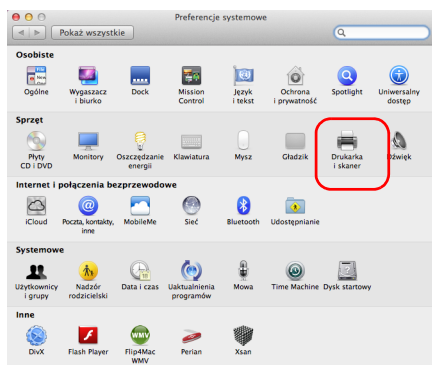 Preferencje systemowe
Pokaż wszystkie
Osobiste
Ogólne
Wygaszacz i biurko
Dock
Mission Control
Język i tekst
Ochrona i prywatność
Spotlight
Uniwersalny dostęp
Sprzęt
Płyty CD i DVD
Monitory
Oszczędzanie energii
Klawiatura
Mysz
Gładzik
Drukarka i skaner
Dźwięk
Internet i połączenia bezprzewodowe
iCloud
Poczta, kontakty, inne
MobileMe
Sieć
Bluetooth
Udostępnianie
Systemowe
Użytkownicy i grupy
Nadzór rodzicielski
Data i czas
Uaktualnienia programów
Mowa
Time Machine
Dysk startowy
Inne
DivX
Flash Player
WMV
Flip4Mac WMV
Perian
Xsan